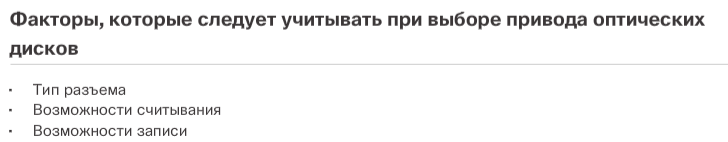 Факторы, которые следует учитывать при выборе привода оптических
дисков
· Тип разъема
· Возможности считывания
· Возможности записи